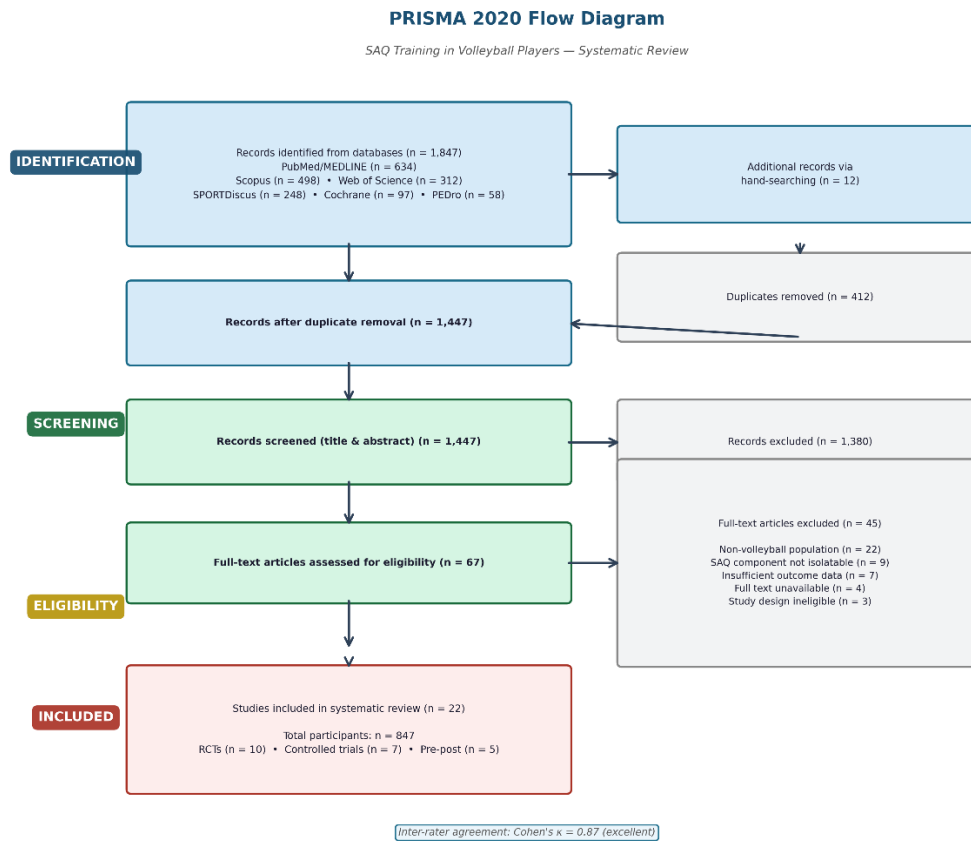 PRISMA 2020 Flow Diagram
SAQ Training in Volleyball Players — Systematic Review
IDENTIFICATION
Records identified from databases (n = 1,847)
PubMed/MEDLINE (n = 634)
Scopus (n = 498) • Web of Science (n = 312)
SPORTDiscus (n = 248) • Cochrane (n = 97) • PEDro (n = 58)
Additional records via
hand-searching (n = 12)
Duplicates removed (n = 412)
Records after duplicate removal (n = 1,447)
SCREENING
Records screened (title & abstract) (n = 1,447)
Records excluded (n = 1,380)
Full-text articles assessed for eligibility (n = 67)
Full-text articles excluded (n = 45)
Non-volleyball population (n = 22)
SAQ component not isolatable (n = 9)
Insufficient outcome data (n = 7)
Full text unavailable (n = 4)
Study design ineligible (n = 3)
ELIGIBILITY
INCLUDED
Studies included in systematic review (n = 22)
Total participants: n = 847
RCTs (n = 10) • Controlled trials (n = 7) • Pre-post (n = 5)
Inter-rater agreement: Cohen's κ = 0.87 (excellent)